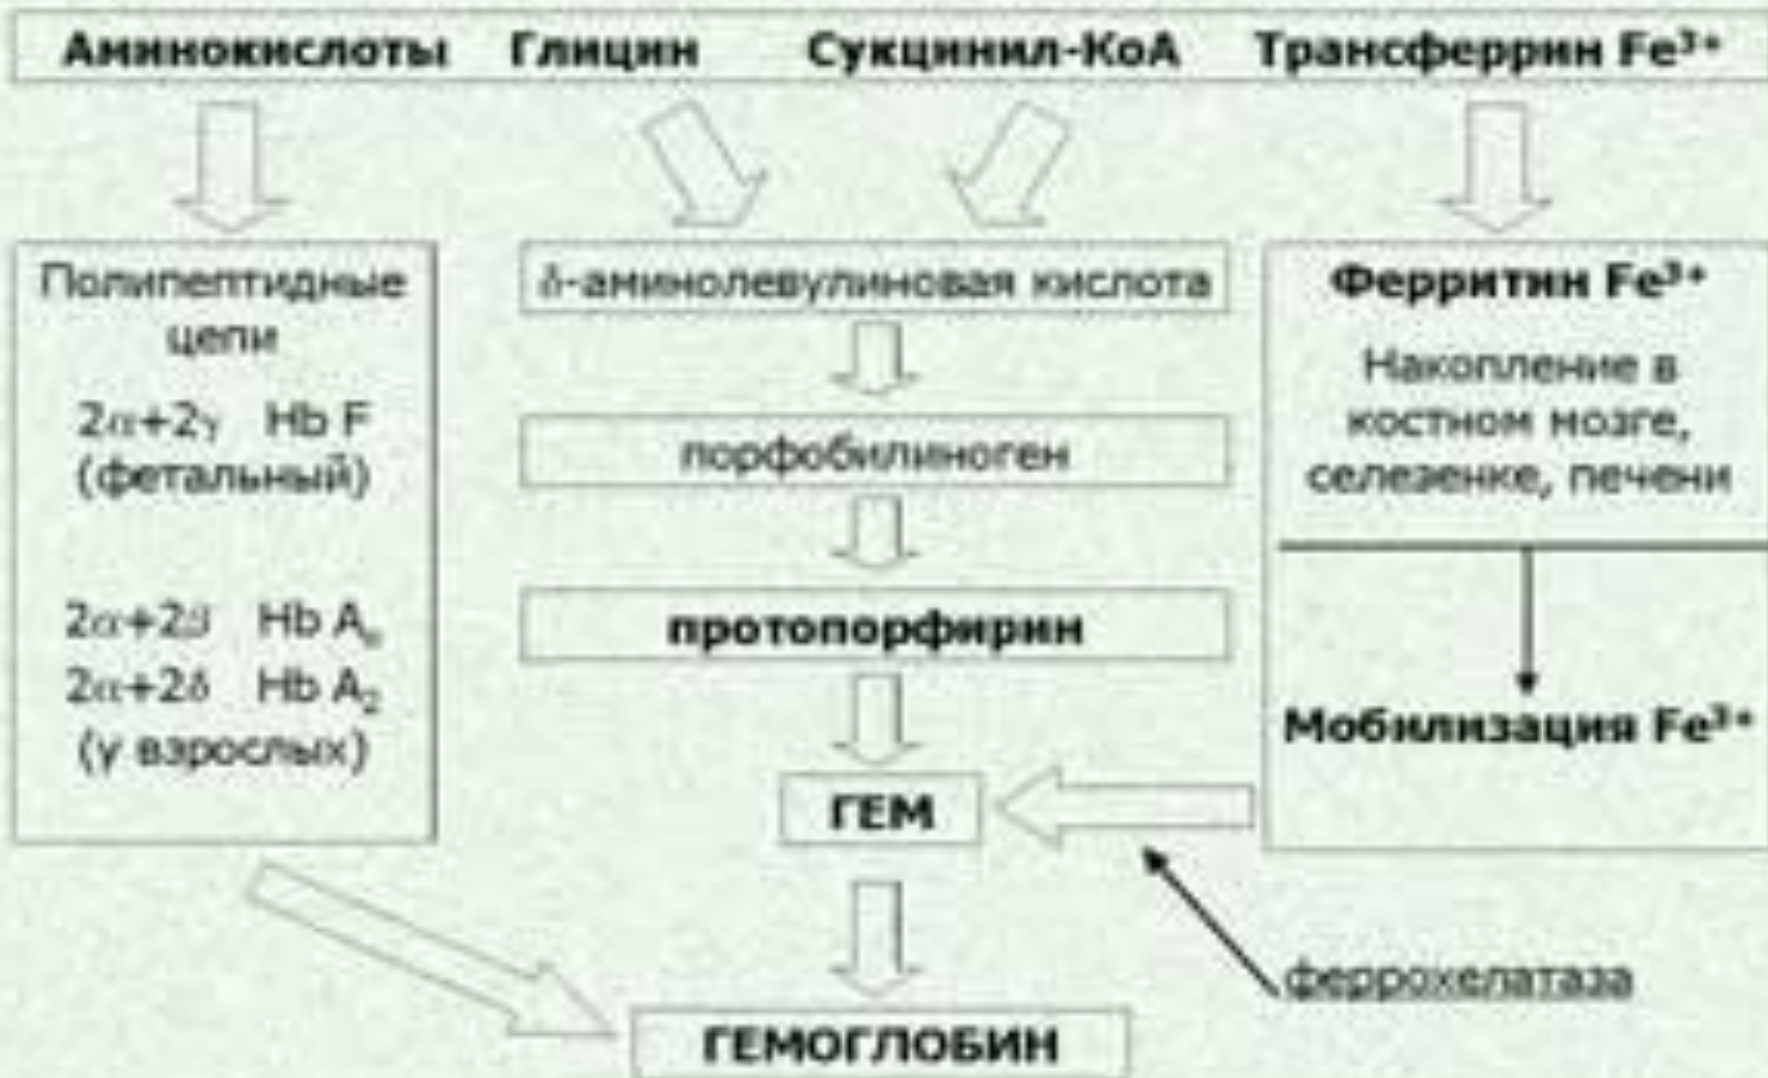 Аминокислоты Глицин Сукцинил-КоА Трансферрин Fe³⁺
Полипептидные
цепи
2α+2γ Hb F
(фетальный)
2α+2β Hb A₀
2α+2δ Hb A₂
(у взрослых)
δ-аминолевулиновая кислота
порфобилиноген
протопорфирин
ГЕМ
Ферритин Fe³⁺
Накопление в
костном мозге,
селезенке, печени
Мобилизация Fe³⁺
феррохелатаза
ГЕМОГЛОБИН